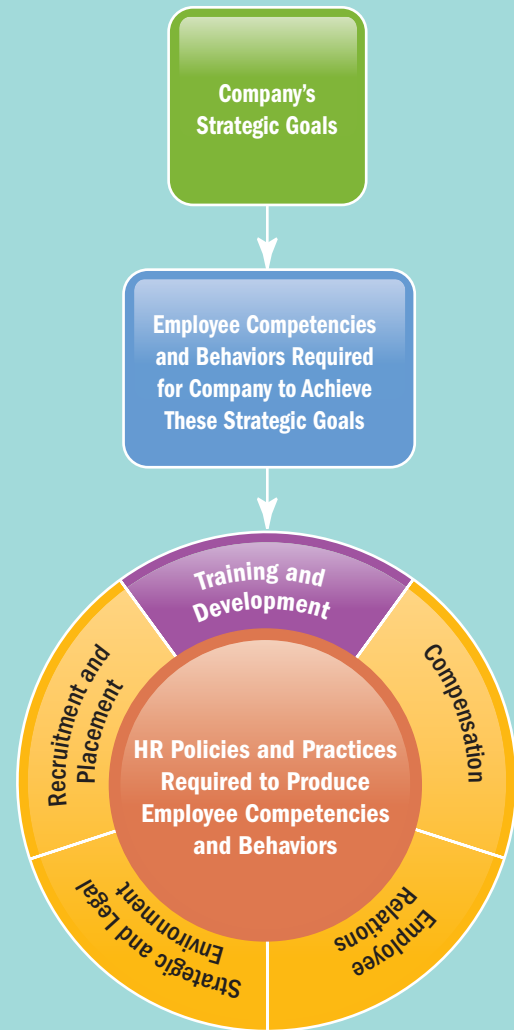 Company's
Strategic Goals
Employee Competencies
and Behaviors Required
for Company to Achieve
These Strategic Goals
Training and
Development
Recruitment and
Placement
Compensation
HR Policies and Practices
Required to Produce
Employee Competencies
and Behaviors
Strategic and Legal
Environment
Employee
Relations